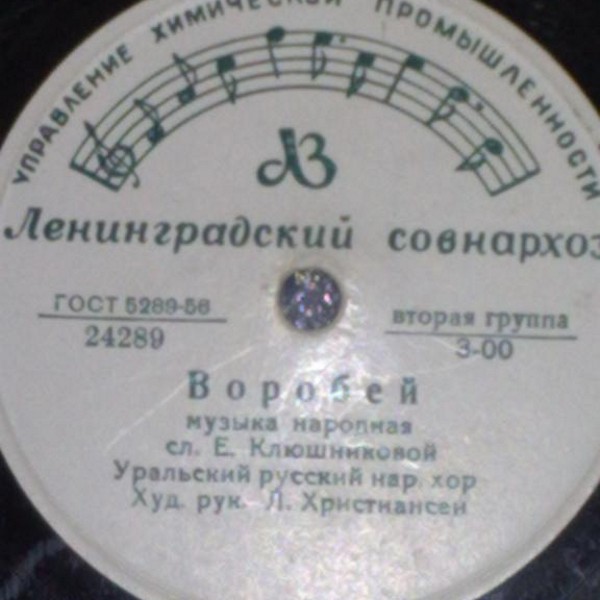 УПРАВЛЕНИЕ ХИМИЧЕСКОЙ ПРОМЫШЛЕННОСТИ
ЛЗ
Ленинградский совнархоз
ГОСТ 5289-56
24289
вторая группа
3-00
Воробей
музыка народная
сл. Е. Клюшниковой
Уральский русский нар. хор
Худ. рук. Л. Христиансен